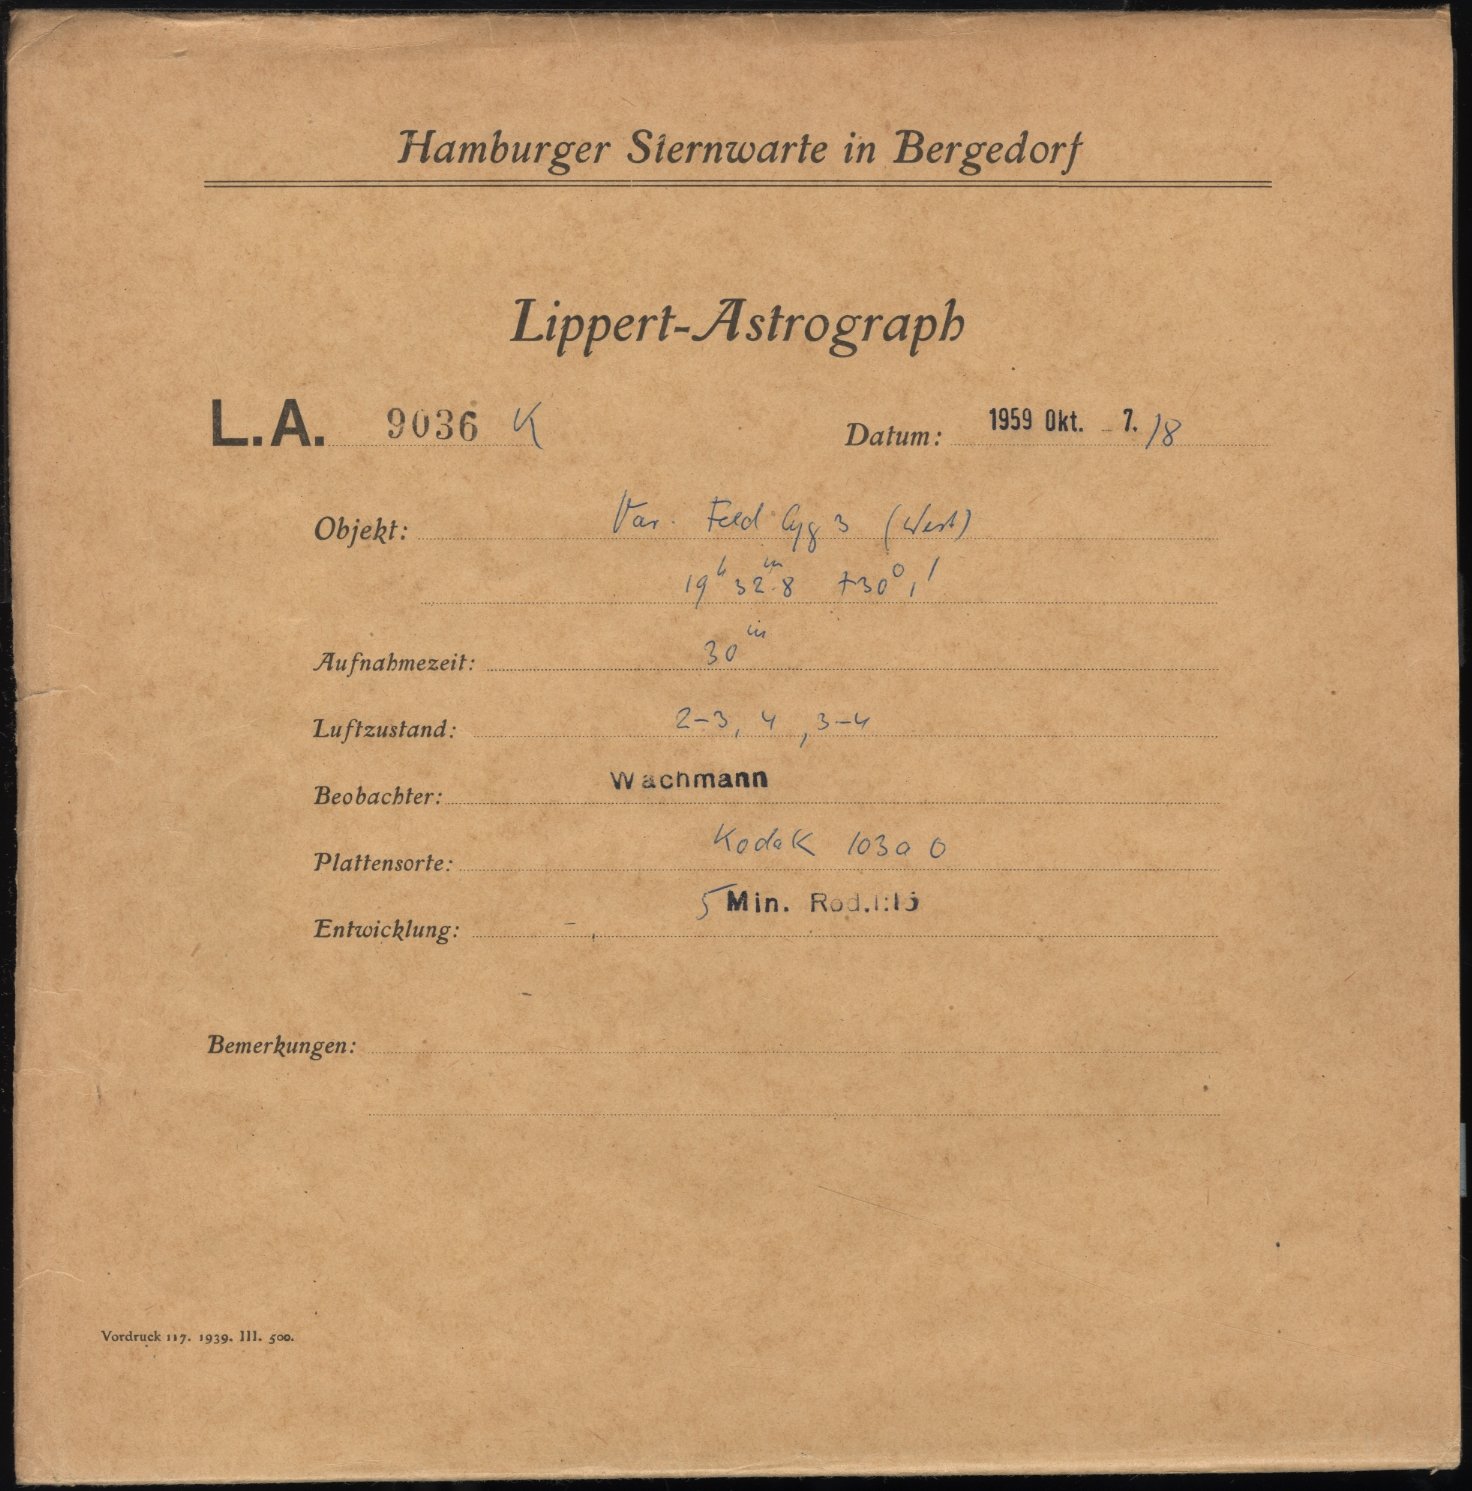 Hamburger Sternwarte in Bergedorf
Lippert-Astrograph
L.A. 9036 K Datum: 1959 Okt. 7./8
Objekt: Var. Feld Cyg 3 (West)
19ʰ 32ᵐ.8 +30° 1'
Aufnahmezeit: 30ᵐ
Luftzustand: 2-3, 4, 3-4
Beobachter: Wachmann
Plattensorte: Kodak 103a O
Entwicklung: 5 Min. Rod.1:15
Bemerkungen:
Vordruck 117. 1939. III. 500.